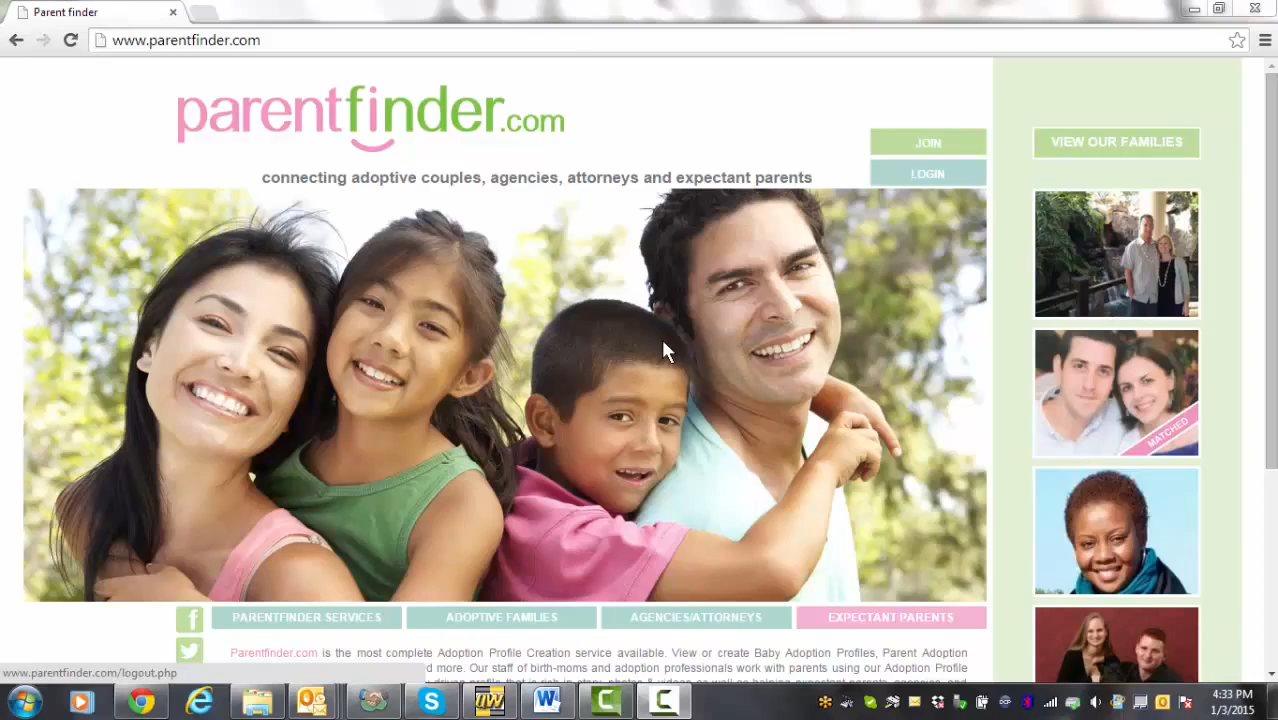 Parent finder
www.parentfinder.com
parentfinder.com
JOIN
VIEW OUR FAMILIES
LOGIN
connecting adoptive couples, agencies, attorneys and expectant parents
MATCHED
f
PARENTFINDER SERVICES
ADOPTIVE FAMILIES
AGENCIES/ATTORNEYS
EXPECTANT PARENTS
Parentfinder.com is the most complete Adoption Profile Creation service available. View or create Baby Adoption Profiles, Parent Adoption
d more. Our staff of birth-moms and adoption professionals work with parents using our Adoption Profile
www.parentfinder.com/logout.php
4:33 PM
1/3/2015